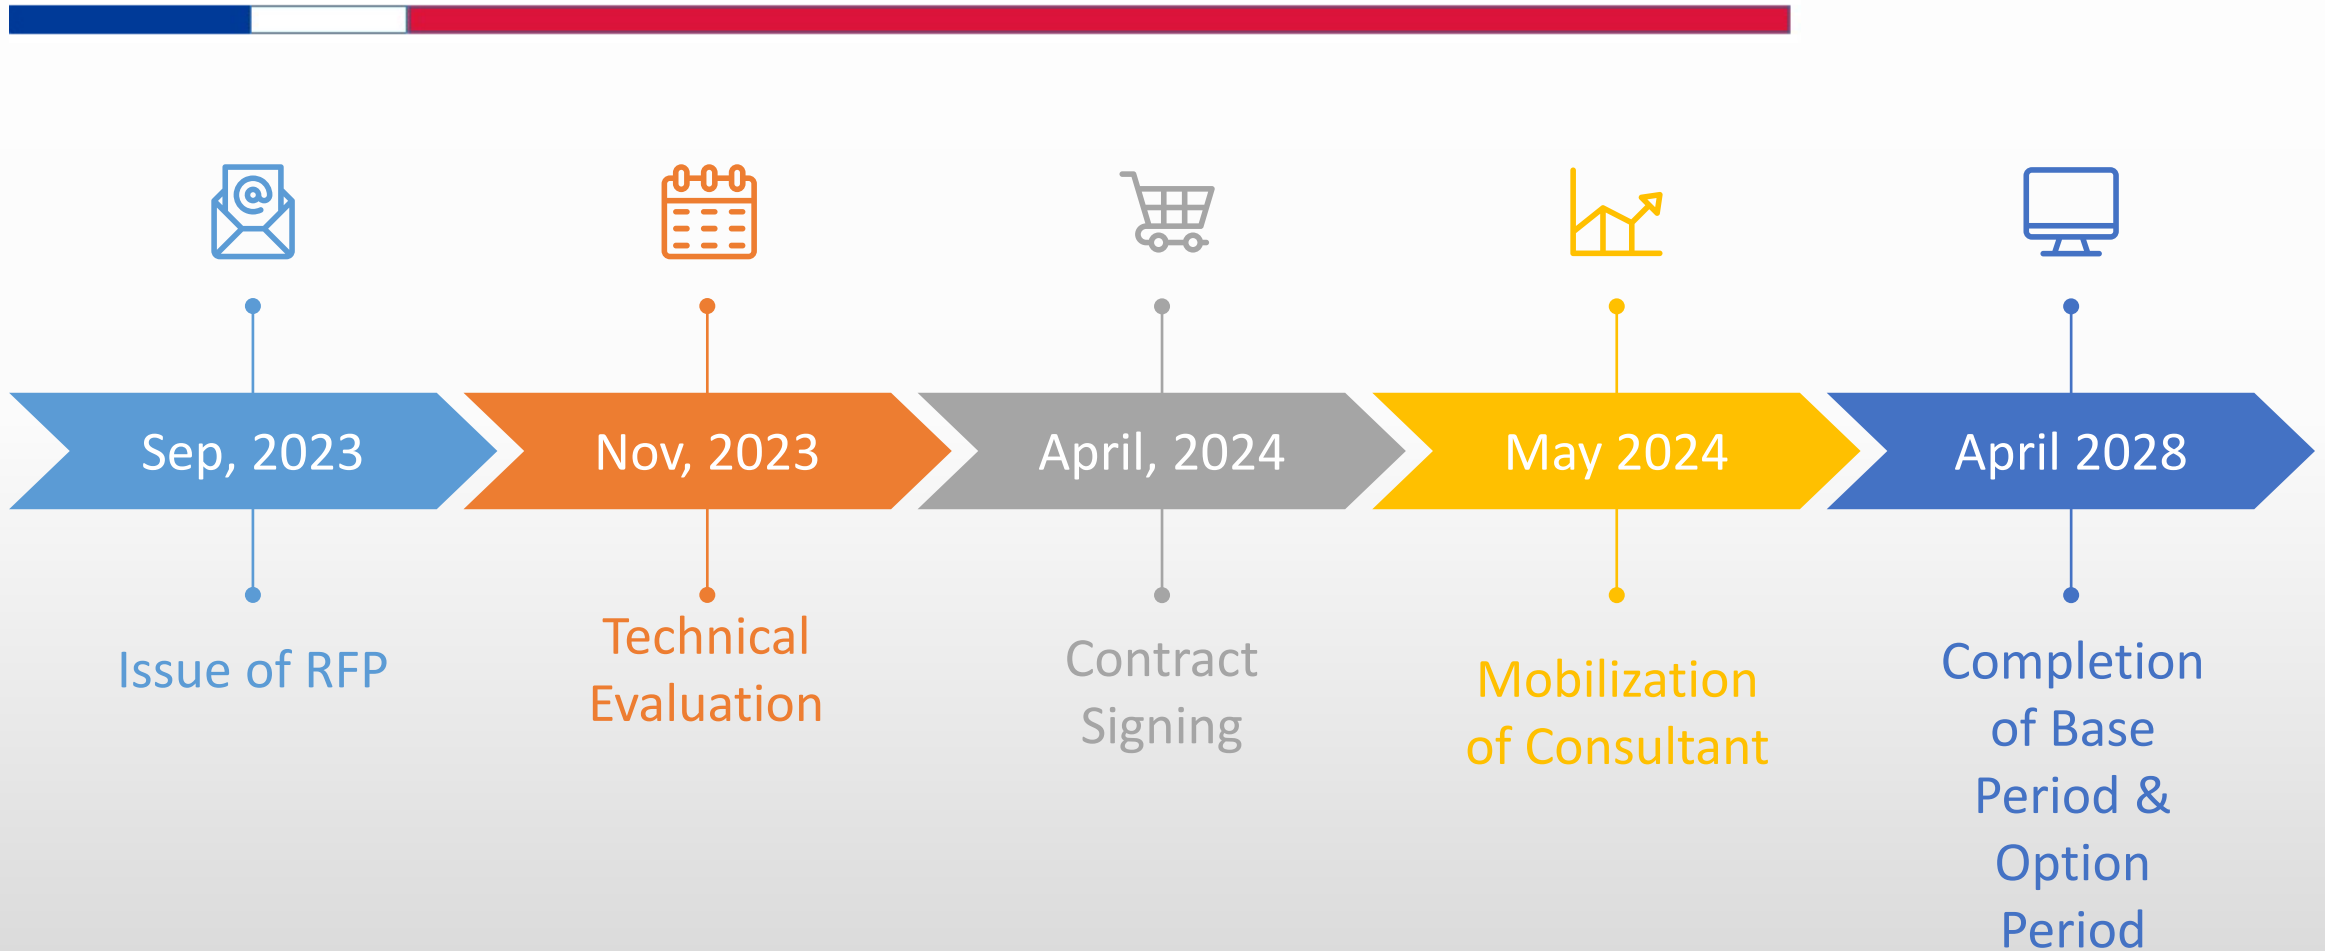 Sep, 2023
Nov, 2023
April, 2024
May 2024
April 2028
Issue of RFP
Technical
Evaluation
Contract
Signing
Mobilization
of Consultant
Completion
of Base
Period &
Option
Period